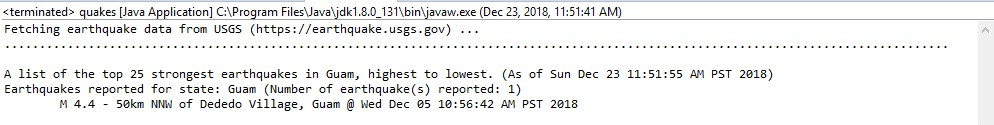 <terminated> quakes [Java Application] C:\Program Files\Java\jdk1.8.0_131\bin\javaw.exe (Dec 23, 2018, 11:51:41 AM)
Fetching earthquake data from USGS (https://earthquake.usgs.gov) ...
.......................................................................................................................................
A list of the top 25 strongest earthquakes in Guam, highest to lowest. (As of Sun Dec 23 11:51:55 AM PST 2018)
Earthquakes reported for state: Guam (Number of earthquake(s) reported: 1)
M 4.4 - 50km NNW of Dededo Village, Guam @ Wed Dec 05 10:56:42 AM PST 2018